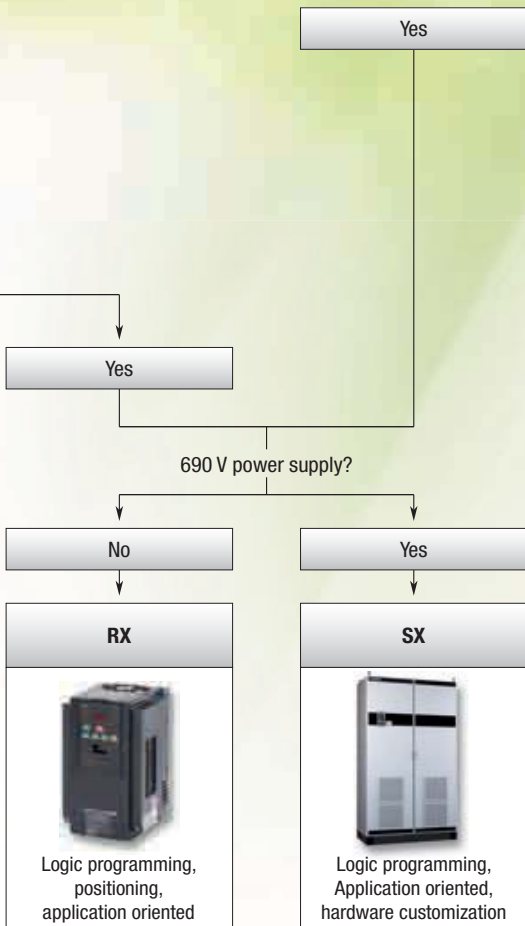 Yes
Yes
690 V power supply?
No
Yes
RX
SX
Logic programming,
positioning,
application oriented
Logic programming,
Application oriented,
hardware customization